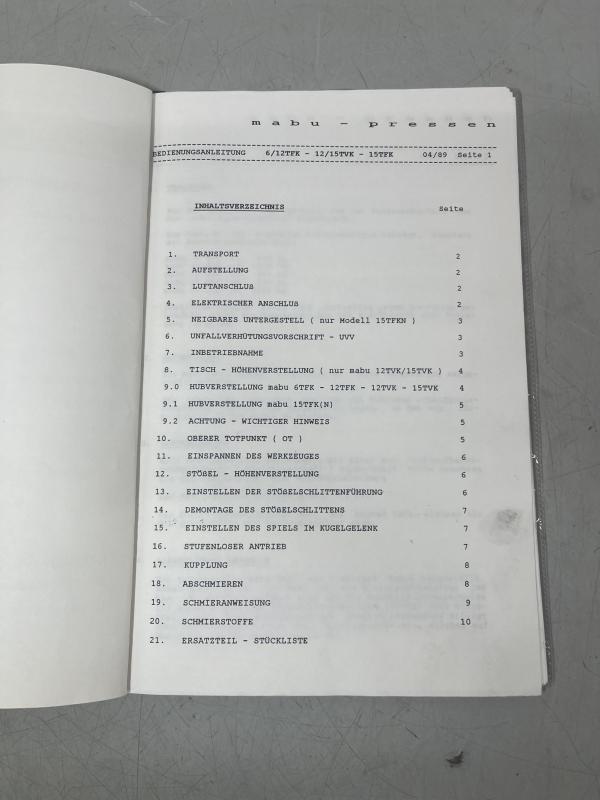 mabu - pressen
BEDIENUNGSANLEITUNG 6/12TFK - 12/15TVK - 15TFK 04/89 Seite 1
INHALTSVERZEICHNIS Seite
1. TRANSPORT 2
2. AUFSTELLUNG 2
3. LUFTANSCHLUß 2
4. ELEKTRISCHER ANSCHLUß 2
5. NEIGBARES UNTERGESTELL ( nur Modell 15TFKN ) 3
6. UNFALLVERHÜTUNGSVORSCHRIFT - UVV 3
7. INBETRIEBNAHME 3
8. TISCH - HÖHENVERSTELLUNG ( nur mabu 12TVK/15TVK ) 4
9.0 HUBVERSTELLUNG mabu 6TFK - 12TFK - 12TVK - 15TVK 4
9.1 HUBVERSTELLUNG mabu 15TFK(N) 5
9.2 ACHTUNG - WICHTIGER HINWEIS 5
10. OBERER TOTPUNKT ( OT ) 5
11. EINSPANNEN DES WERKZEUGES 6
12. STÖßEL - HÖHENVERSTELLUNG 6
13. EINSTELLEN DER STÖßELSCHLITTENFÜHRUNG 6
14. DEMONTAGE DES STÖßELSCHLITTENS 7
15. EINSTELLEN DES SPIELS IM KUGELGELENK 7
16. STUFENLOSER ANTRIEB 7
17. KUPPLUNG 8
18. ABSCHMIEREN 8
19. SCHMIERANWEISUNG 9
20. SCHMIERSTOFFE 10
21. ERSATZTEIL - STÜCKLISTE